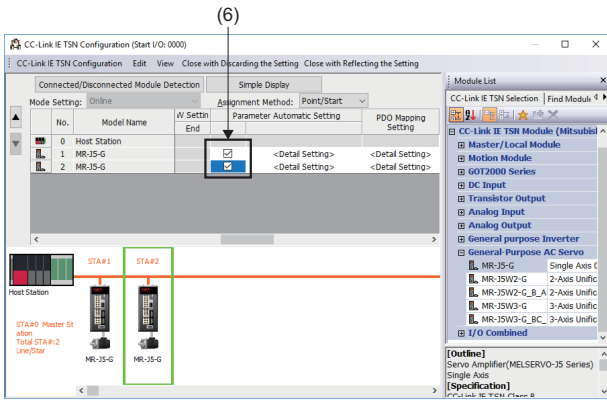 (6)
CC-Link IE TSN Configuration (Start I/O: 0000)
CC-Link IE TSN Configuration Edit View Close with Discarding the Setting Close with Reflecting the Setting
Connected/Disconnected Module Detection Simple Display
Mode Setting: Online Assignment Method: Point/Start
No. Model Name W Settin Parameter Automatic Setting PDO Mapping Setting
End
0 Host Station
1 MR-J5-G <Detail Setting> <Detail Setting>
2 MR-J5-G <Detail Setting> <Detail Setting>
STA#1 STA#2
Host Station
STA#0 Master St
ation
Total STA#:2
Line/Star
MR-J5-G MR-J5-G
Module List
CC-Link IE TSN Selection Find Module
CC-Link IE TSN Module (Mitsubis
Master/Local Module
Motion Module
GOT2000 Series
DC Input
Transistor Output
Analog Input
Analog Output
General purpose Inverter
General-Purpose AC Servo
MR-J5-G Single Axis
MR-J5W2-G 2-Axis Unific
MR-J5W2-G_B_A 2-Axis Unific
MR-J5W3-G 3-Axis Unific
MR-J5W3-G_BC_ 3-Axis Unific
I/O Combined
[Outline]
Servo Amplifier(MELSERVO-J5 Series)
Single Axis
[Specification]
CC-Link IE TSN Class B